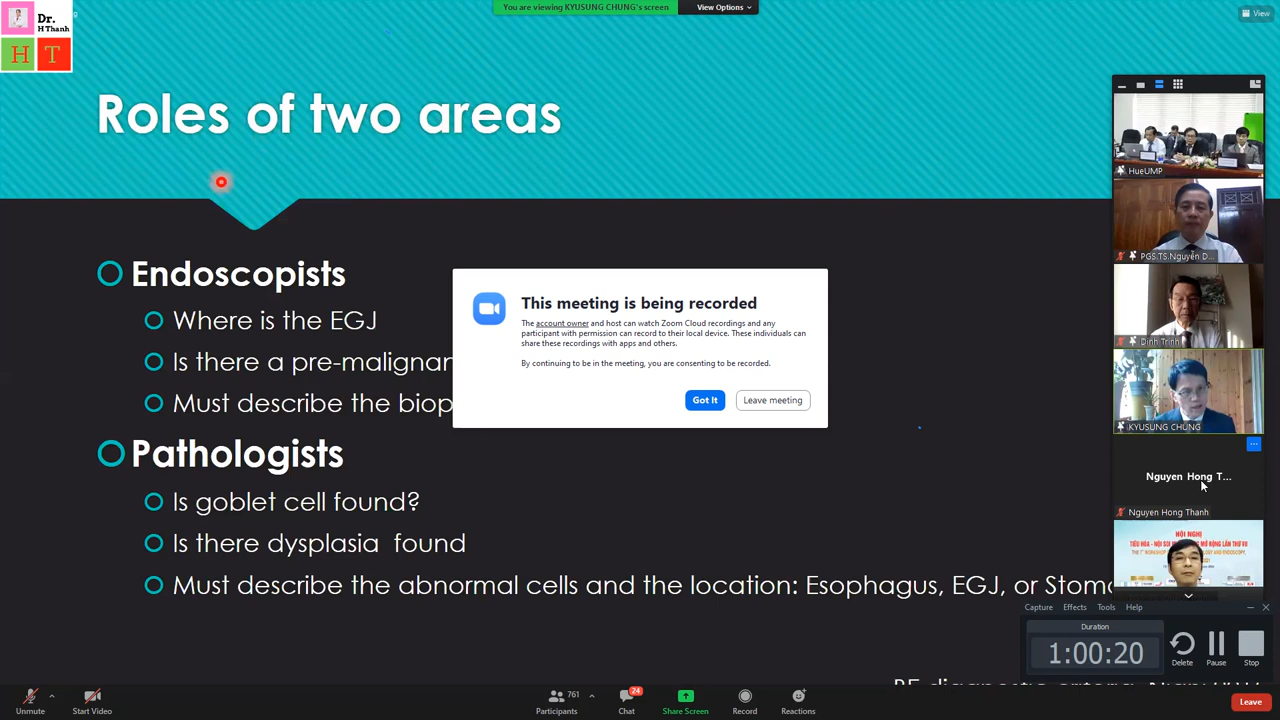 Dr.
H Thanh
H T
You are viewing KYUSUNG CHUNG's screen
View Options
View
Roles of two areas
Endoscopists
Where is the EGJ
Is there a pre-malignan
Must describe the biop
Pathologists
Is goblet cell found?
Is there dysplasia found
Must describe the abnormal cells and the location: Esophagus, EGJ, or Stoma
This meeting is being recorded
The account owner and host can watch Zoom Cloud recordings and any
participant with permission can record to their local device. These individuals can
share these recordings with apps and others.
By continuing to be in the meeting, you are consenting to be recorded.
Got It
Leave meeting
HueUMP
PGS.TS.Nguyễn D...
Dinh Trinh
KYUSUNG CHUNG
Nguyen Hong T...
Nguyen Hong Thanh
HỘI NGHỊ
Capture Effects Tools Help
Duration
1:00:20
Delete Pause Stop
Unmute
Start Video
761
Participants
24
Chat
Share Screen
Record
Reactions
Leave